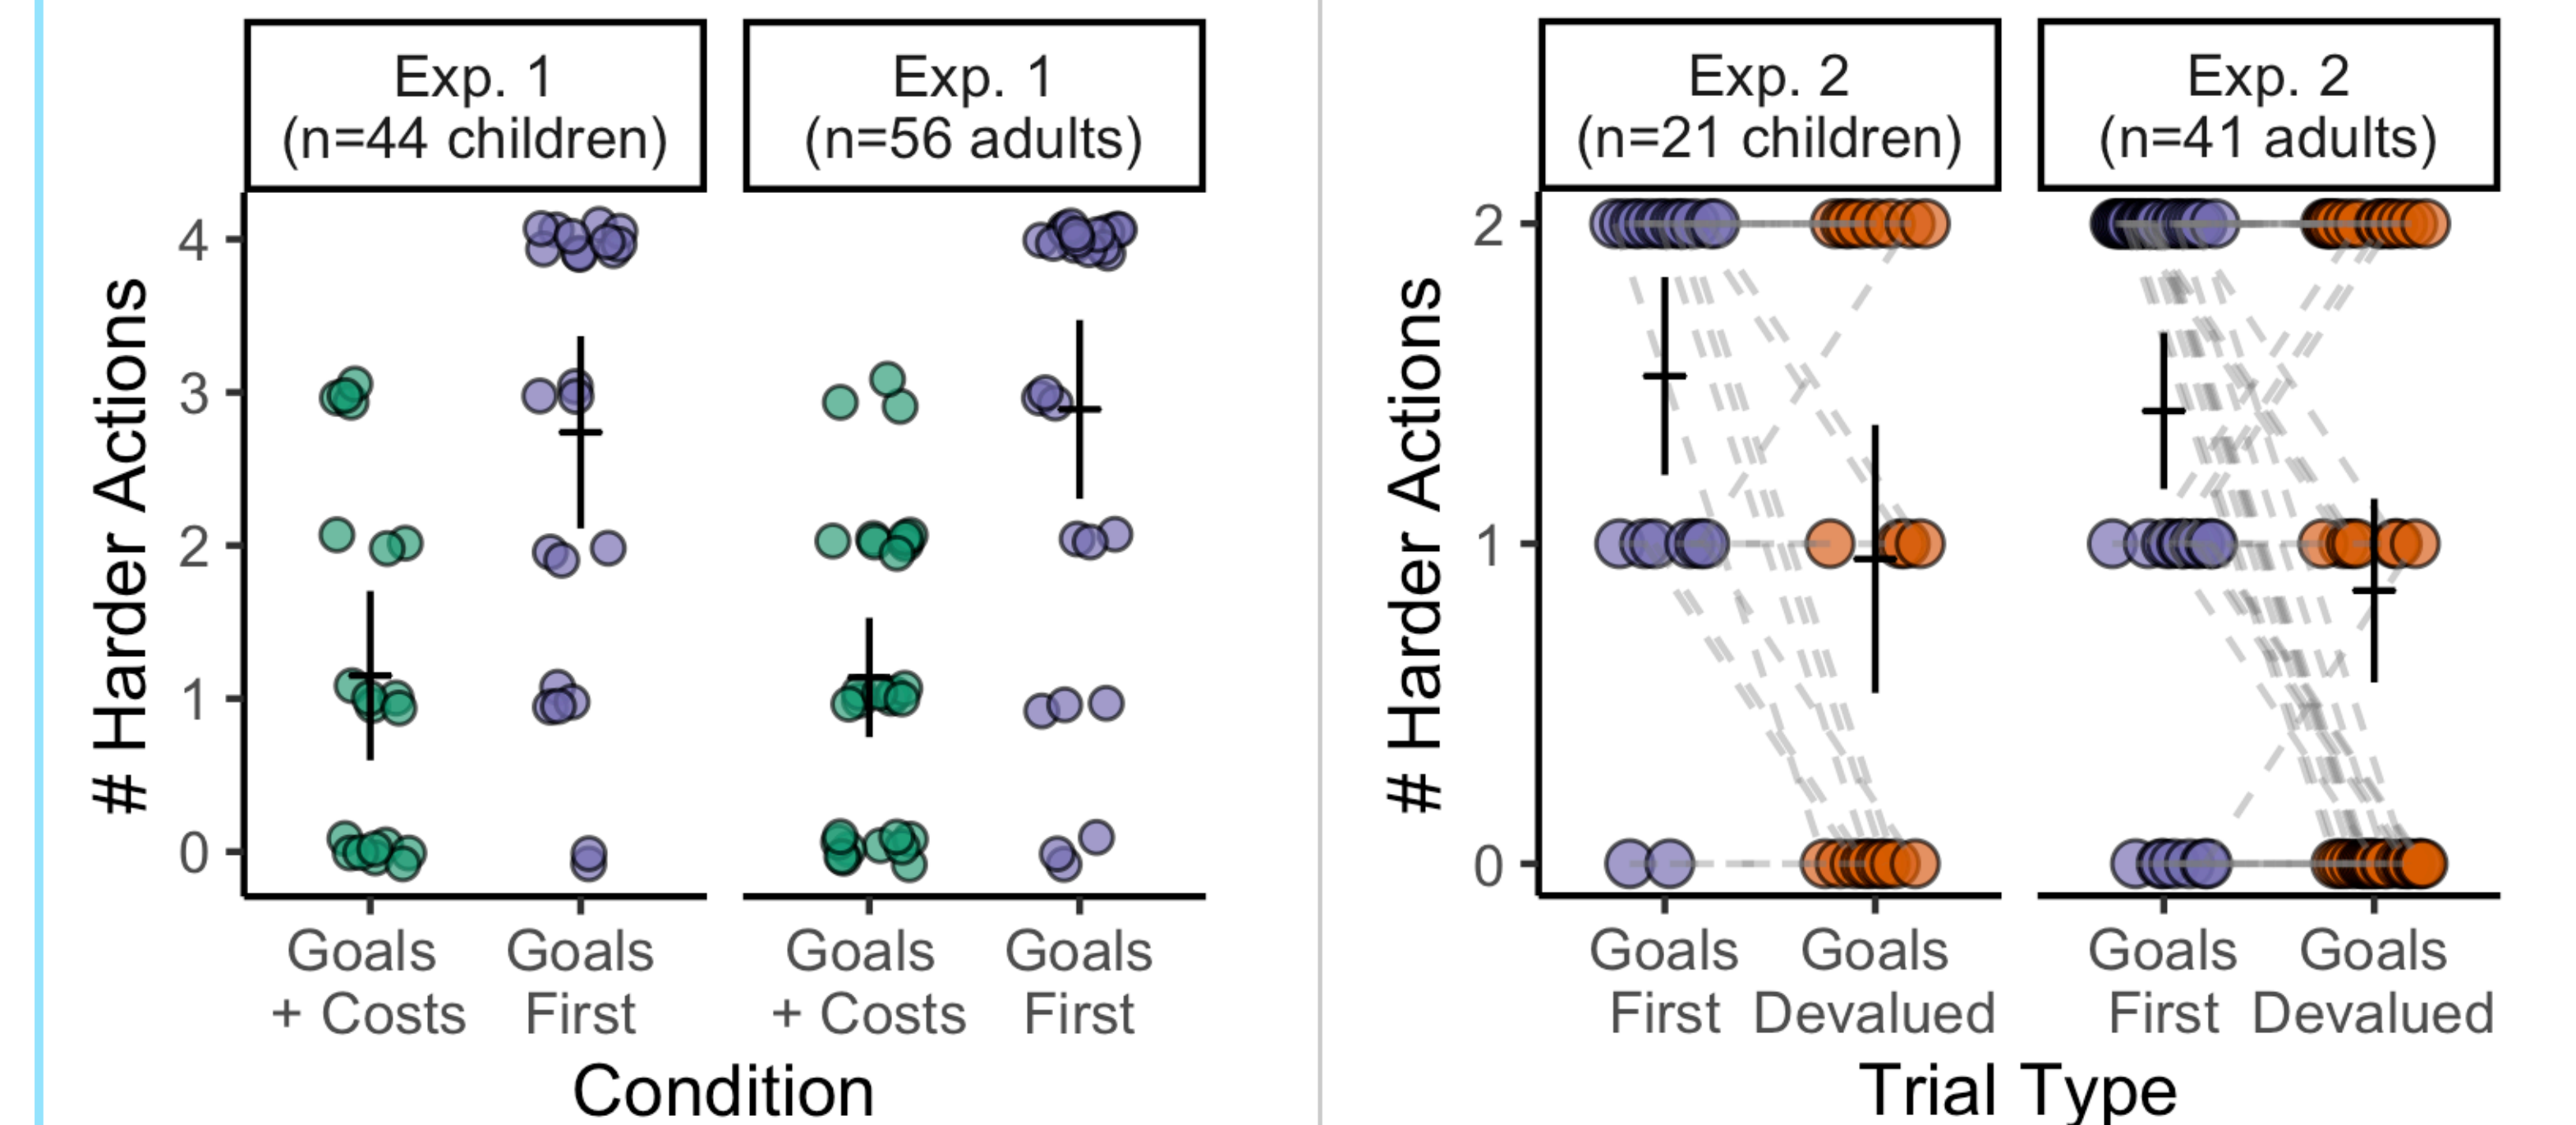 Exp. 1
(n=44 children)
Exp. 1
(n=56 adults)
# Harder Actions
4
3
2
1
0
Goals
+ Costs
Goals
First
Goals
+ Costs
Goals
First
Condition
Exp. 2
(n=21 children)
Exp. 2
(n=41 adults)
# Harder Actions
2
1
0
Goals
First
Goals
Devalued
Goals
First
Goals
Devalued
Trial Type